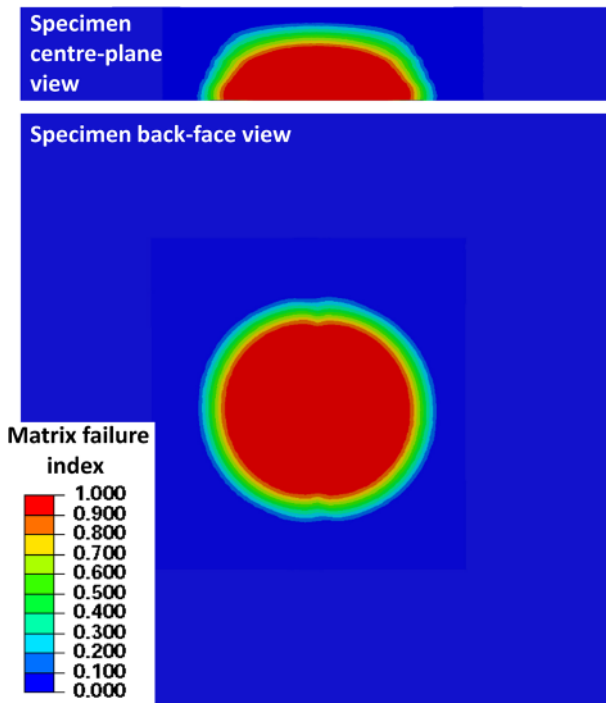 Specimen
centre-plane
view
Specimen back-face view
Matrix failure
index
1.000
0.900
0.800
0.700
0.600
0.500
0.400
0.300
0.200
0.100
0.000